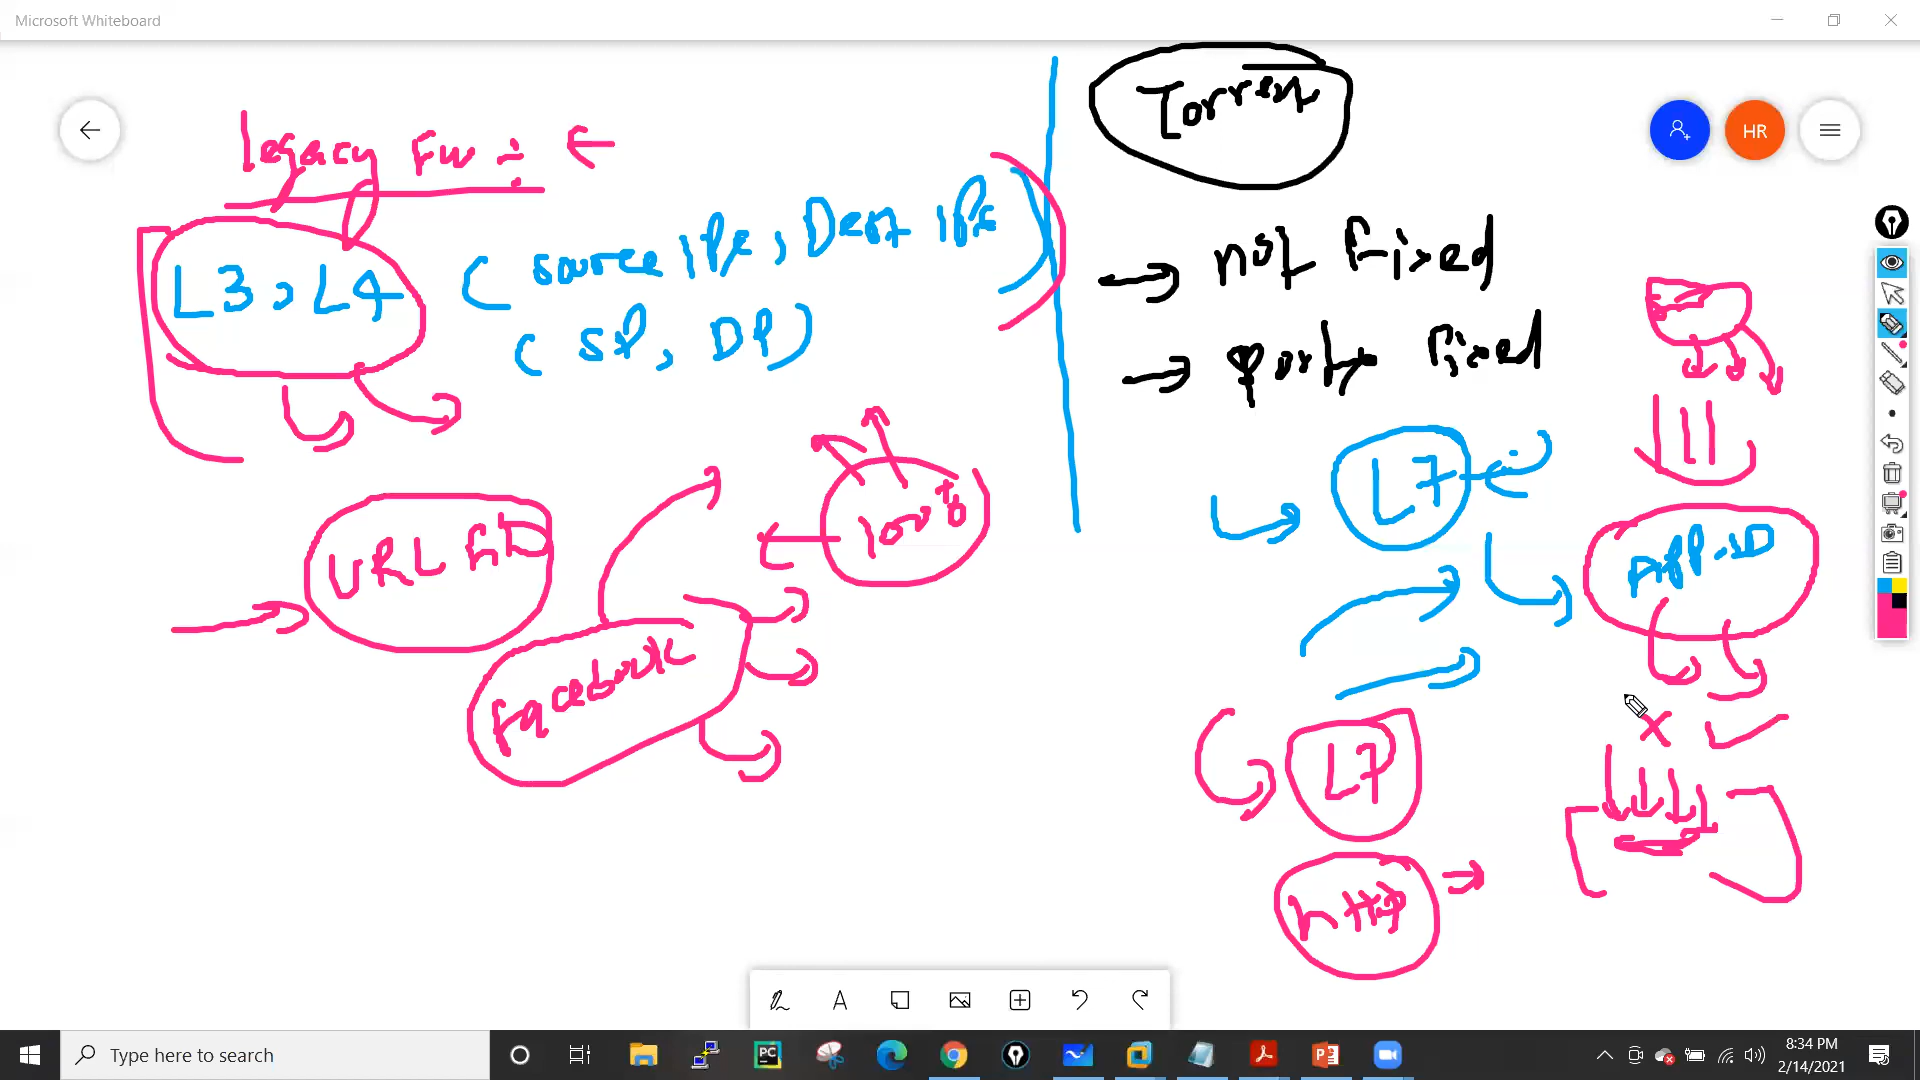 Microsoft Whiteboard
legacy FW :
L3, L4 ( source IPs, Dest IPs )
( SP, DP )
URL
100%
facebook
Torrent
HR
not fixed
ports fixed
L7
App-ID
L7
http
Type here to search
PC
8:34 PM
2/14/2021